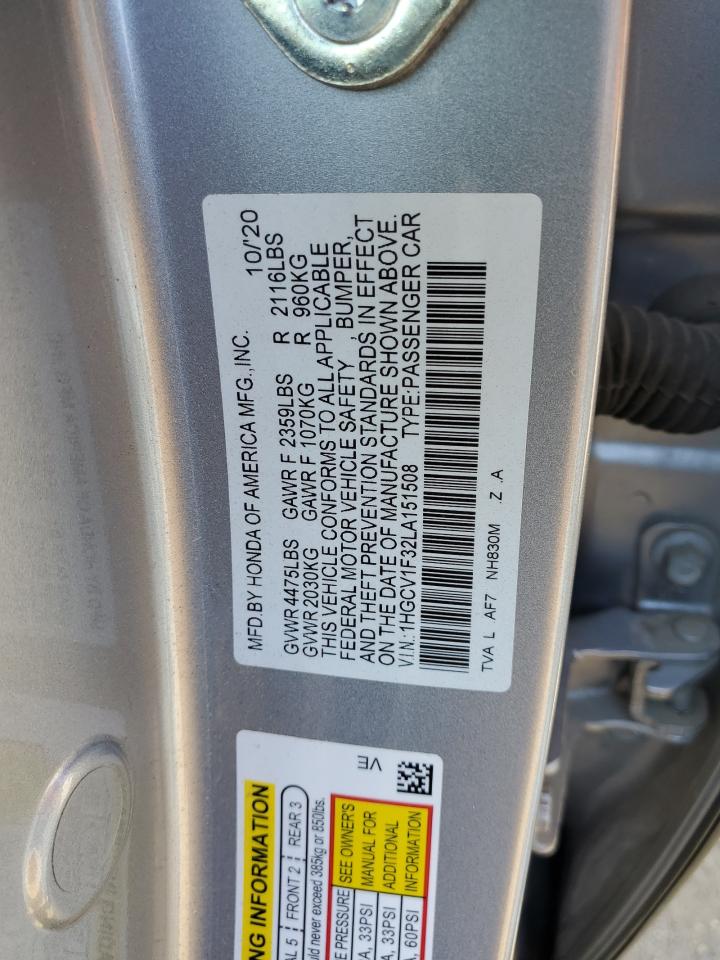 MFD.BY HONDA OF AMERICA MFG.,INC. 10/'20
GVWR 4475LBS GAWR F 2359LBS R 2116LBS
GVWR 2030KG GAWR F 1070KG R 960KG
THIS VEHICLE CONFORMS TO ALL APPLICABLE
FEDERAL MOTOR VEHICLE SAFETY , BUMPER,
AND THEFT PREVENTION STANDARDS IN EFFECT
ON THE DATE OF MANUFACTURE SHOWN ABOVE.
V.I.N.:1HGCV1F32LA151508 TYPE:PASSENGER CAR
TVA L AF7 NH830M .Z .A
INFORMATION
5 FRONT 2 REAR 3
never exceed 385kg or 850lbs.
PRESSURE SEE OWNER'S
33PSI MANUAL FOR
33PSI ADDITIONAL
60PSI INFORMATION
VE